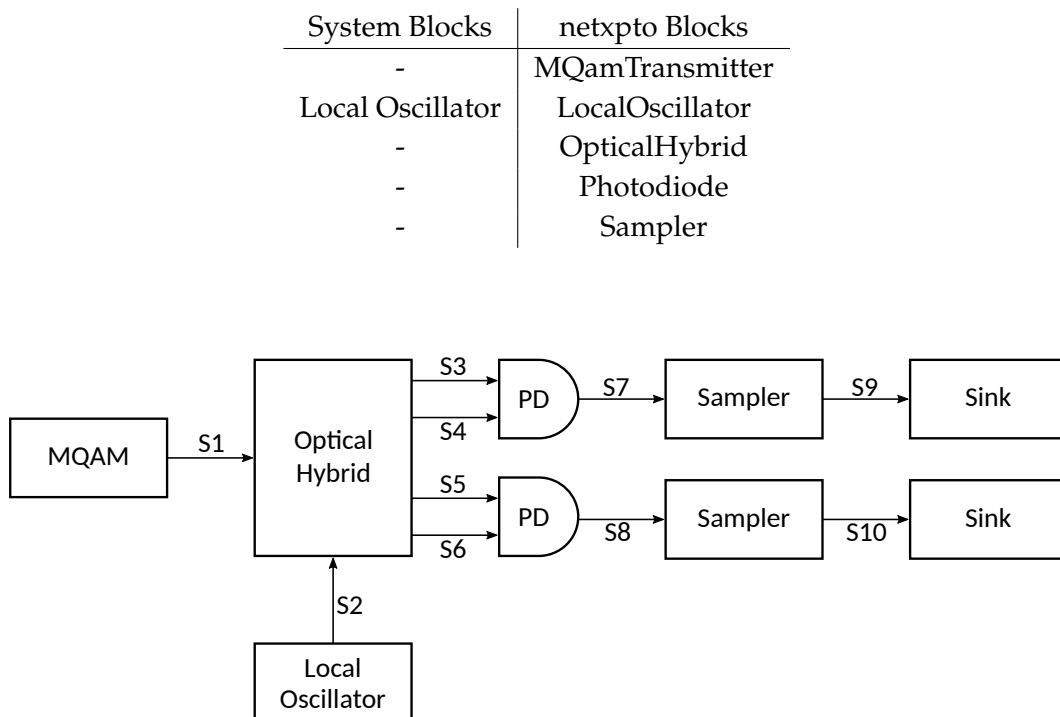 System Blocks netxpto Blocks
- MQamTransmitter
Local Oscillator LocalOscillator
- OpticalHybrid
- Photodiode
- Sampler
S3
PD
S7
Sampler
S9
Sink
S4
MQAM
S1
Optical
Hybrid
S5
PD
S8
Sampler
S10
Sink
S6
S2
Local
Oscillator